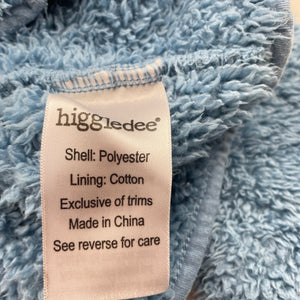 higgledee®
Shell: Polyester
Lining: Cotton
Exclusive of trims
Made in China
See reverse for care